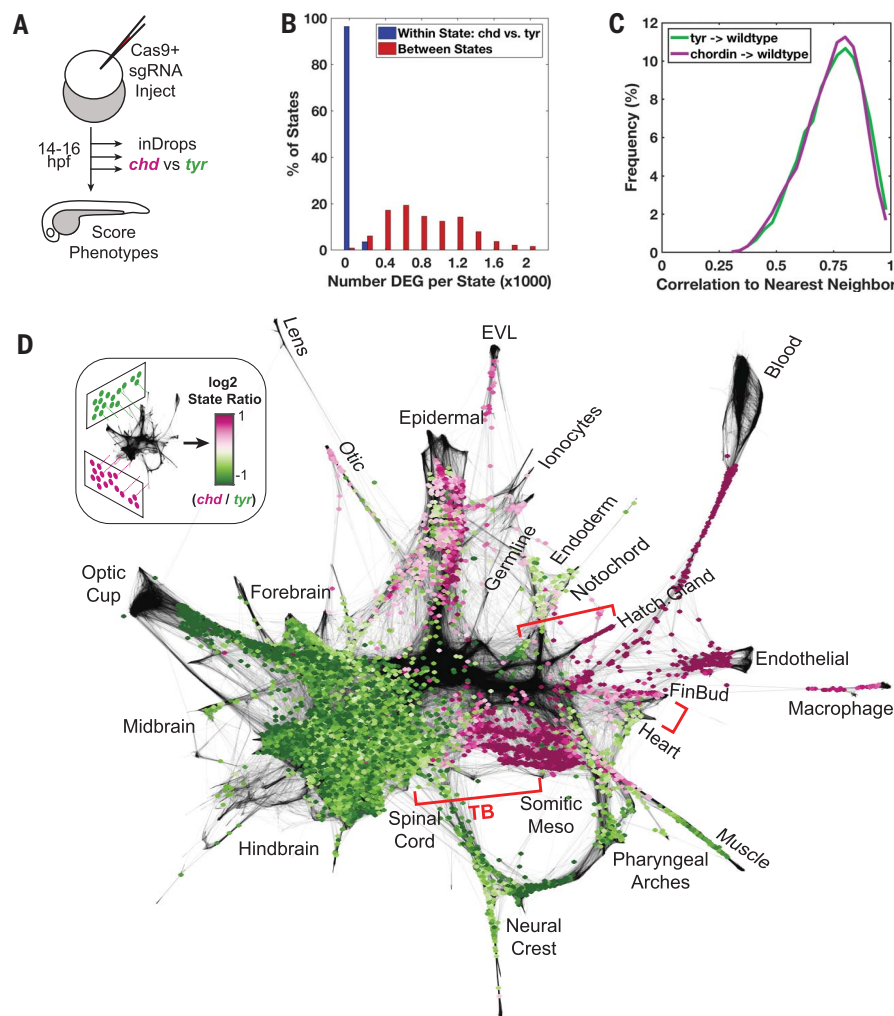 A
Cas9+
sgRNA
Inject
14-16
hpf
inDrops
chd vs tyr
Score
Phenotypes
B
100
80
60
40
20
0
% of States
Within State: chd vs. tyr
Between States
0 0.4 0.8 1.2 1.6 2
Number DEG per State (x1000)
C
12
10
8
6
4
2
0
Frequency (%)
tyr -> wildtype
chordin -> wildtype
0 0.25 0.5 0.75 1
Correlation to Nearest Neighbor
D
log2
State Ratio
1
-1
(chd / tyr)
Lens
EVL
Blood
Otic
Epidermal
Ionocytes
Germline
Endoderm
Notochord
Hatch.Gland
Optic
Cup
Forebrain
Endothelial
FinBud
Macrophage
Heart
Midbrain
Hindbrain
Spinal
Cord
TB
Somitic
Meso
Muscle
Pharyngeal
Arches
Neural
Crest